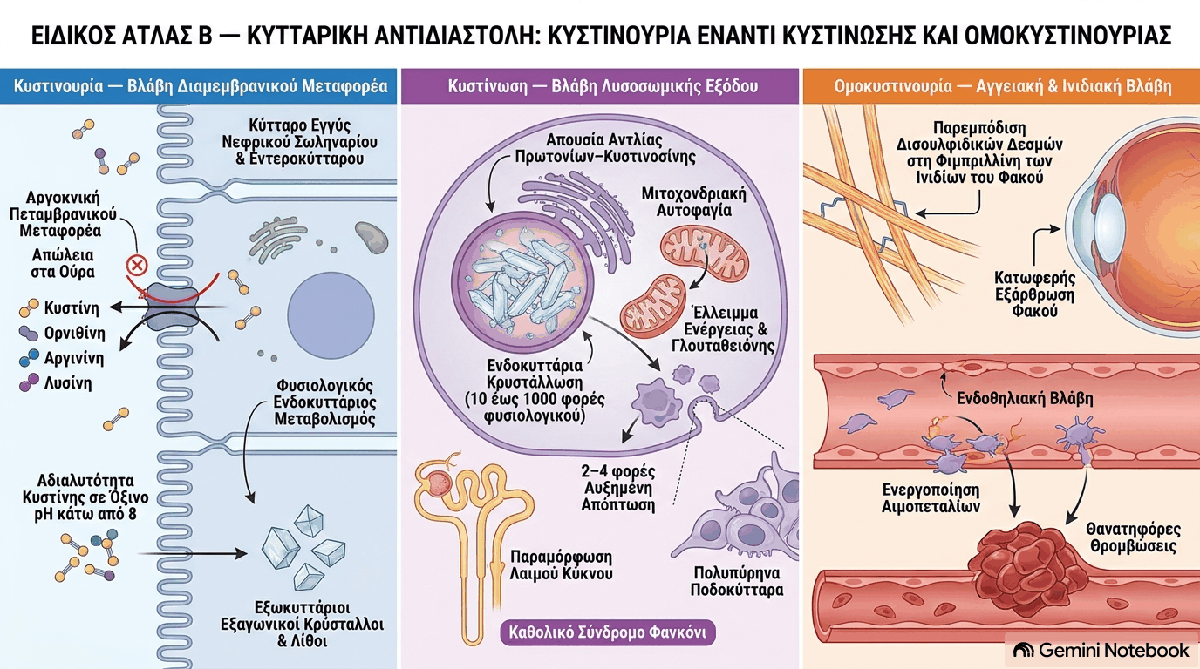 ΕΙΔΙΚΟΣ ΑΤΛΑΣ Β — ΚΥΤΤΑΡΙΚΗ ΑΝΤΙΔΙΑΣΤΟΛΗ: ΚΥΣΤΙΝΟΥΡΙΑ ΕΝΑΝΤΙ ΚΥΣΤΙΝΩΣΗΣ ΚΑΙ ΟΜΟΚΥΣΤΙΝΟΥΡΙΑΣ
Κυστινουρία — Βλάβη Διαμεμβρανικού Μεταφορέα
Κύτταρο Εγγύς
Νεφρικού Σωληναρίου
& Εντεροκύτταρου
Αργοκνική
Πεταμβρανικού
Μεταφορέα
Απώλεια
στα Ούρα
Κυστίνη
Ορνιθίνη
Αργινίνη
Λυσίνη
Φυσιολογικός
Ενδοκυττάριος
Μεταβολισμός
Αδιαλυτότητα
Κυστίνης σε Όξινο
pH κάτω από 8
Εξωκυττάριοι
Εξαγωνικοί Κρύσταλλοι
& Λίθοι
Κυστίνωση — Βλάβη Λυσοσωμικής Εξόδου
Απουσία Αντλίας
Πρωτονίων-Κυστινοσίνης
Μιτοχονδριακή
Αυτοφαγία
Έλλειμμα
Ενέργειας &
Γλουταθειόνης
Ενδοκυττάρια
Κρυστάλλωση
(10 έως 1000 φορές
φυσιολογικού)
2–4 φορές
Αυξημένη
Απόπτωση
Παραμόρφωση
Λαιμού Κύκνου
Πολυπύρηνα
Ποδοκύτταρα
Καθολικό Σύνδρομο Φανκόνι
Ομοκυστινουρία — Αγγειακή & Ινιδιακή Βλάβη
Παρεμπόδιση
Δισουλφιδικών Δεσμών
στη Φιμπριλλίνη των
Ινιδίων του Φακού
Κατωφερής
Εξάρθρωση
Φακού
Ενδοθηλιακή Βλάβη
Ενεργοποίηση
Αιμοπεταλίων
Θανατηφόρες
Θρομβώσεις
Gemini Notebook